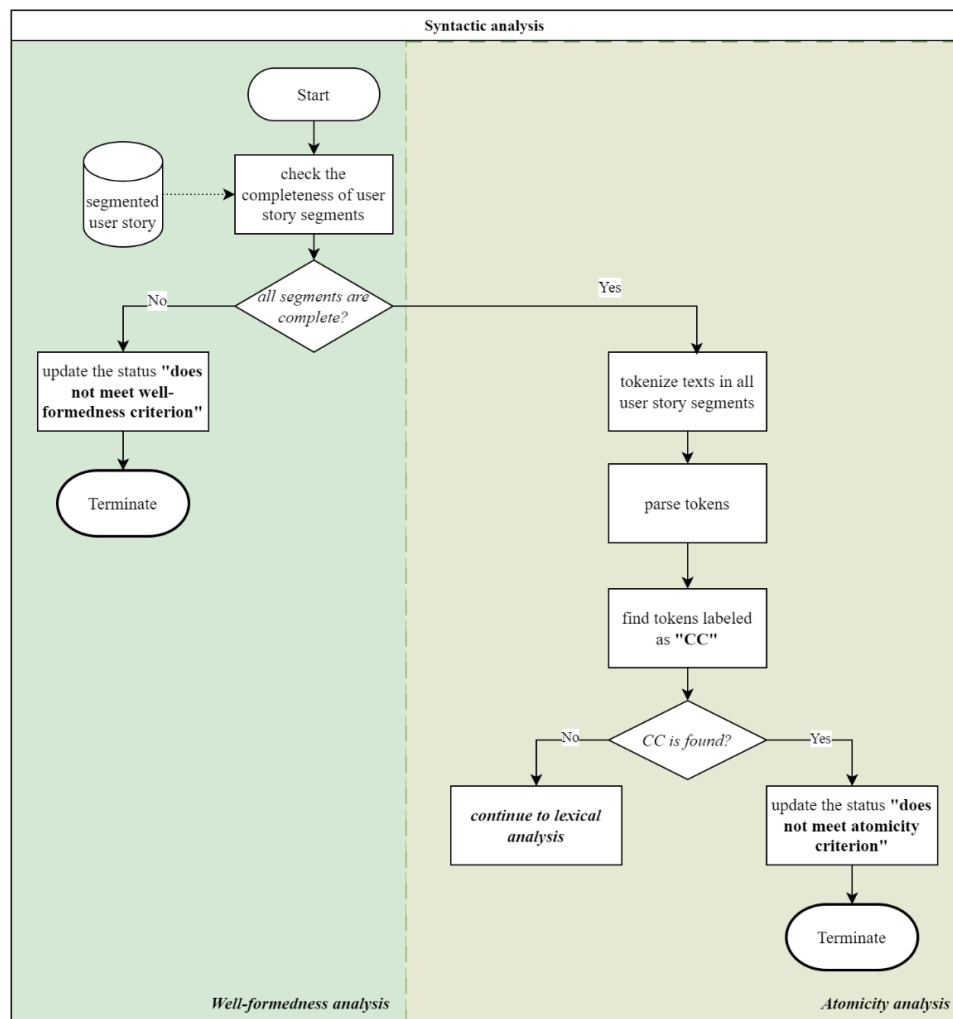 Syntactic analysis
Start
segmented
user story
check the
completeness of user
story segments
all segments are
complete?
No
Yes
update the status "does
not meet well-
formedness criterion"
Terminate
tokenize texts in all
user story segments
parse tokens
find tokens labeled
as "CC"
CC is found?
No
Yes
continue to lexical
analysis
update the status "does
not meet atomicity
criterion"
Terminate
Well-formedness analysis
Atomicity analysis